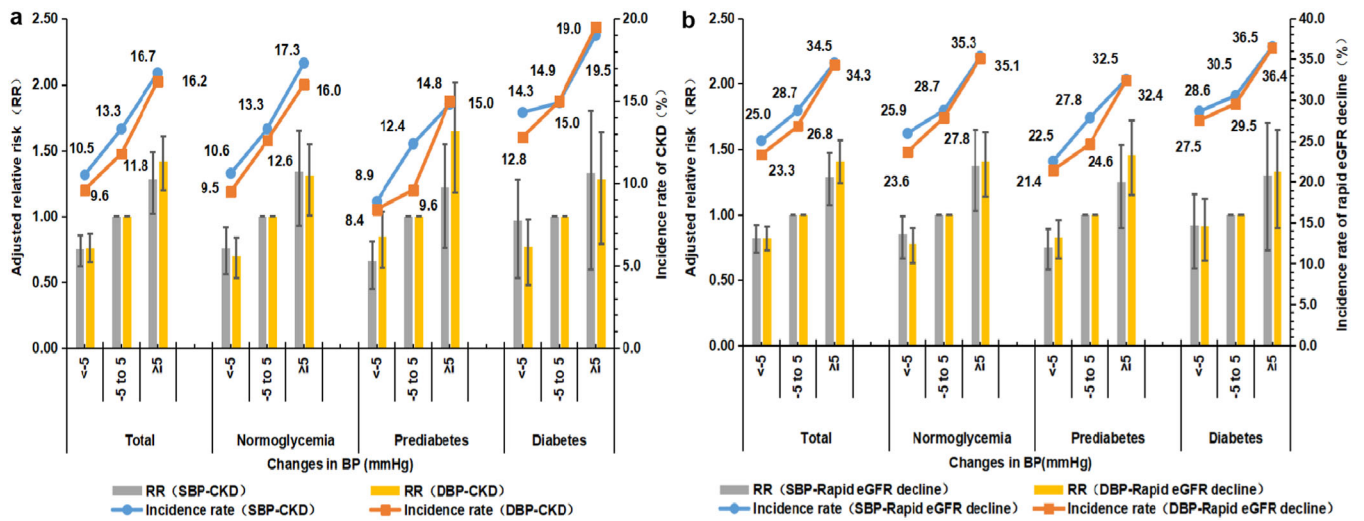 a
2.50
2.00
1.50
1.00
0.50
0.00
Adjusted relative risk（RR）
20.0
15.0
10.0
5.0
0.0
Incidence rate of CKD（%）
10.5
13.3
16.7
9.6
11.8
16.2
10.6
13.3
17.3
9.5
12.6
16.0
8.9
12.4
14.8
8.4
9.6
15.0
14.3
14.9
19.0
12.8
15.0
19.5
<-5
-5 to 5
≥5
<-5
-5 to 5
≥5
<-5
-5 to 5
≥5
<-5
-5 to 5
≥5
Total
Normoglycemia
Prediabetes
Diabetes
Changes in BP (mmHg)
RR（SBP-CKD）
RR（DBP-CKD）
Incidence rate（SBP-CKD）
Incidence rate（DBP-CKD）
b
2.50
2.00
1.50
1.00
0.50
0.00
Adjusted relative risk（RR）
40.0
35.0
30.0
25.0
20.0
15.0
10.0
5.0
0.0
Incidence rate of rapid eGFR decline（%）
25.0
28.7
34.5
23.3
26.8
34.3
25.9
28.7
35.3
23.6
27.8
35.1
22.5
27.8
32.5
21.4
24.6
32.4
28.6
30.5
36.5
27.5
29.5
36.4
<-5
-5 to 5
≥5
<-5
-5 to 5
≥5
<-5
-5 to 5
≥5
<-5
-5 to 5
≥5
Total
Normoglycemia
Prediabetes
Diabetes
Changes in BP(mmHg)
RR（SBP-Rapid eGFR decline）
RR（DBP-Rapid eGFR decline）
Incidence rate（SBP-Rapid eGFR decline）
Incidence rate（DBP-Rapid eGFR decline）